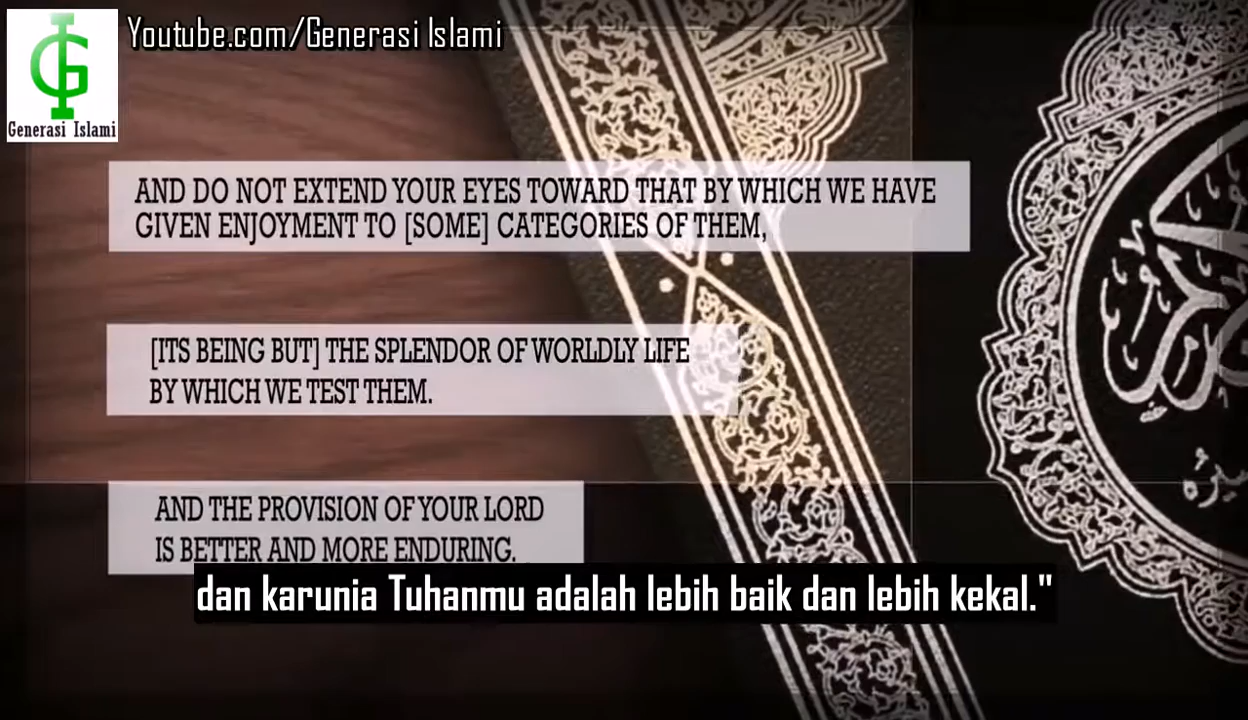 Youtube.com/Generasi Islami
Generasi Islami
AND DO NOT EXTEND YOUR EYES TOWARD THAT BY WHICH WE HAVE
GIVEN ENJOYMENT TO [SOME] CATEGORIES OF THEM,
[ITS BEING BUT] THE SPLENDOR OF WORLDLY LIFE
BY WHICH WE TEST THEM.
AND THE PROVISION OF YOUR LORD
IS BETTER AND MORE ENDURING.
dan karunia Tuhanmu adalah lebih baik dan lebih kekal."